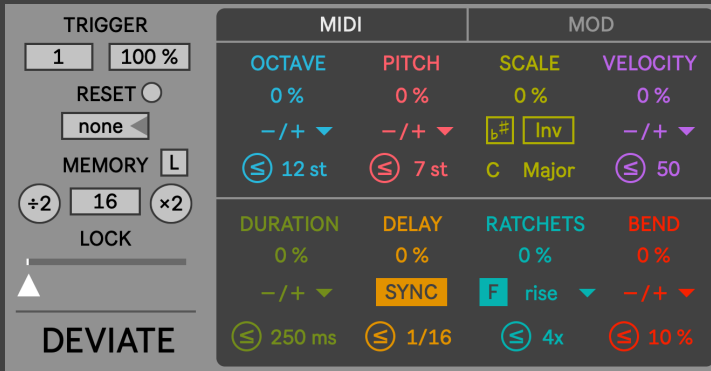 TRIGGER
1 100 %
RESET
none
MEMORY L
÷2 16 ×2
LOCK
DEVIATE
MIDI MOD
OCTAVE PITCH SCALE VELOCITY
0 % 0 % 0 % 0 %
−/+ −/+ ♭♯ Inv −/+
≤ 12 st ≤ 7 st C Major ≤ 50
DURATION DELAY RATCHETS BEND
0 % 0 % 0 % 0 %
−/+ SYNC F rise −/+
≤ 250 ms ≤ 1/16 ≤ 4x ≤ 10 %